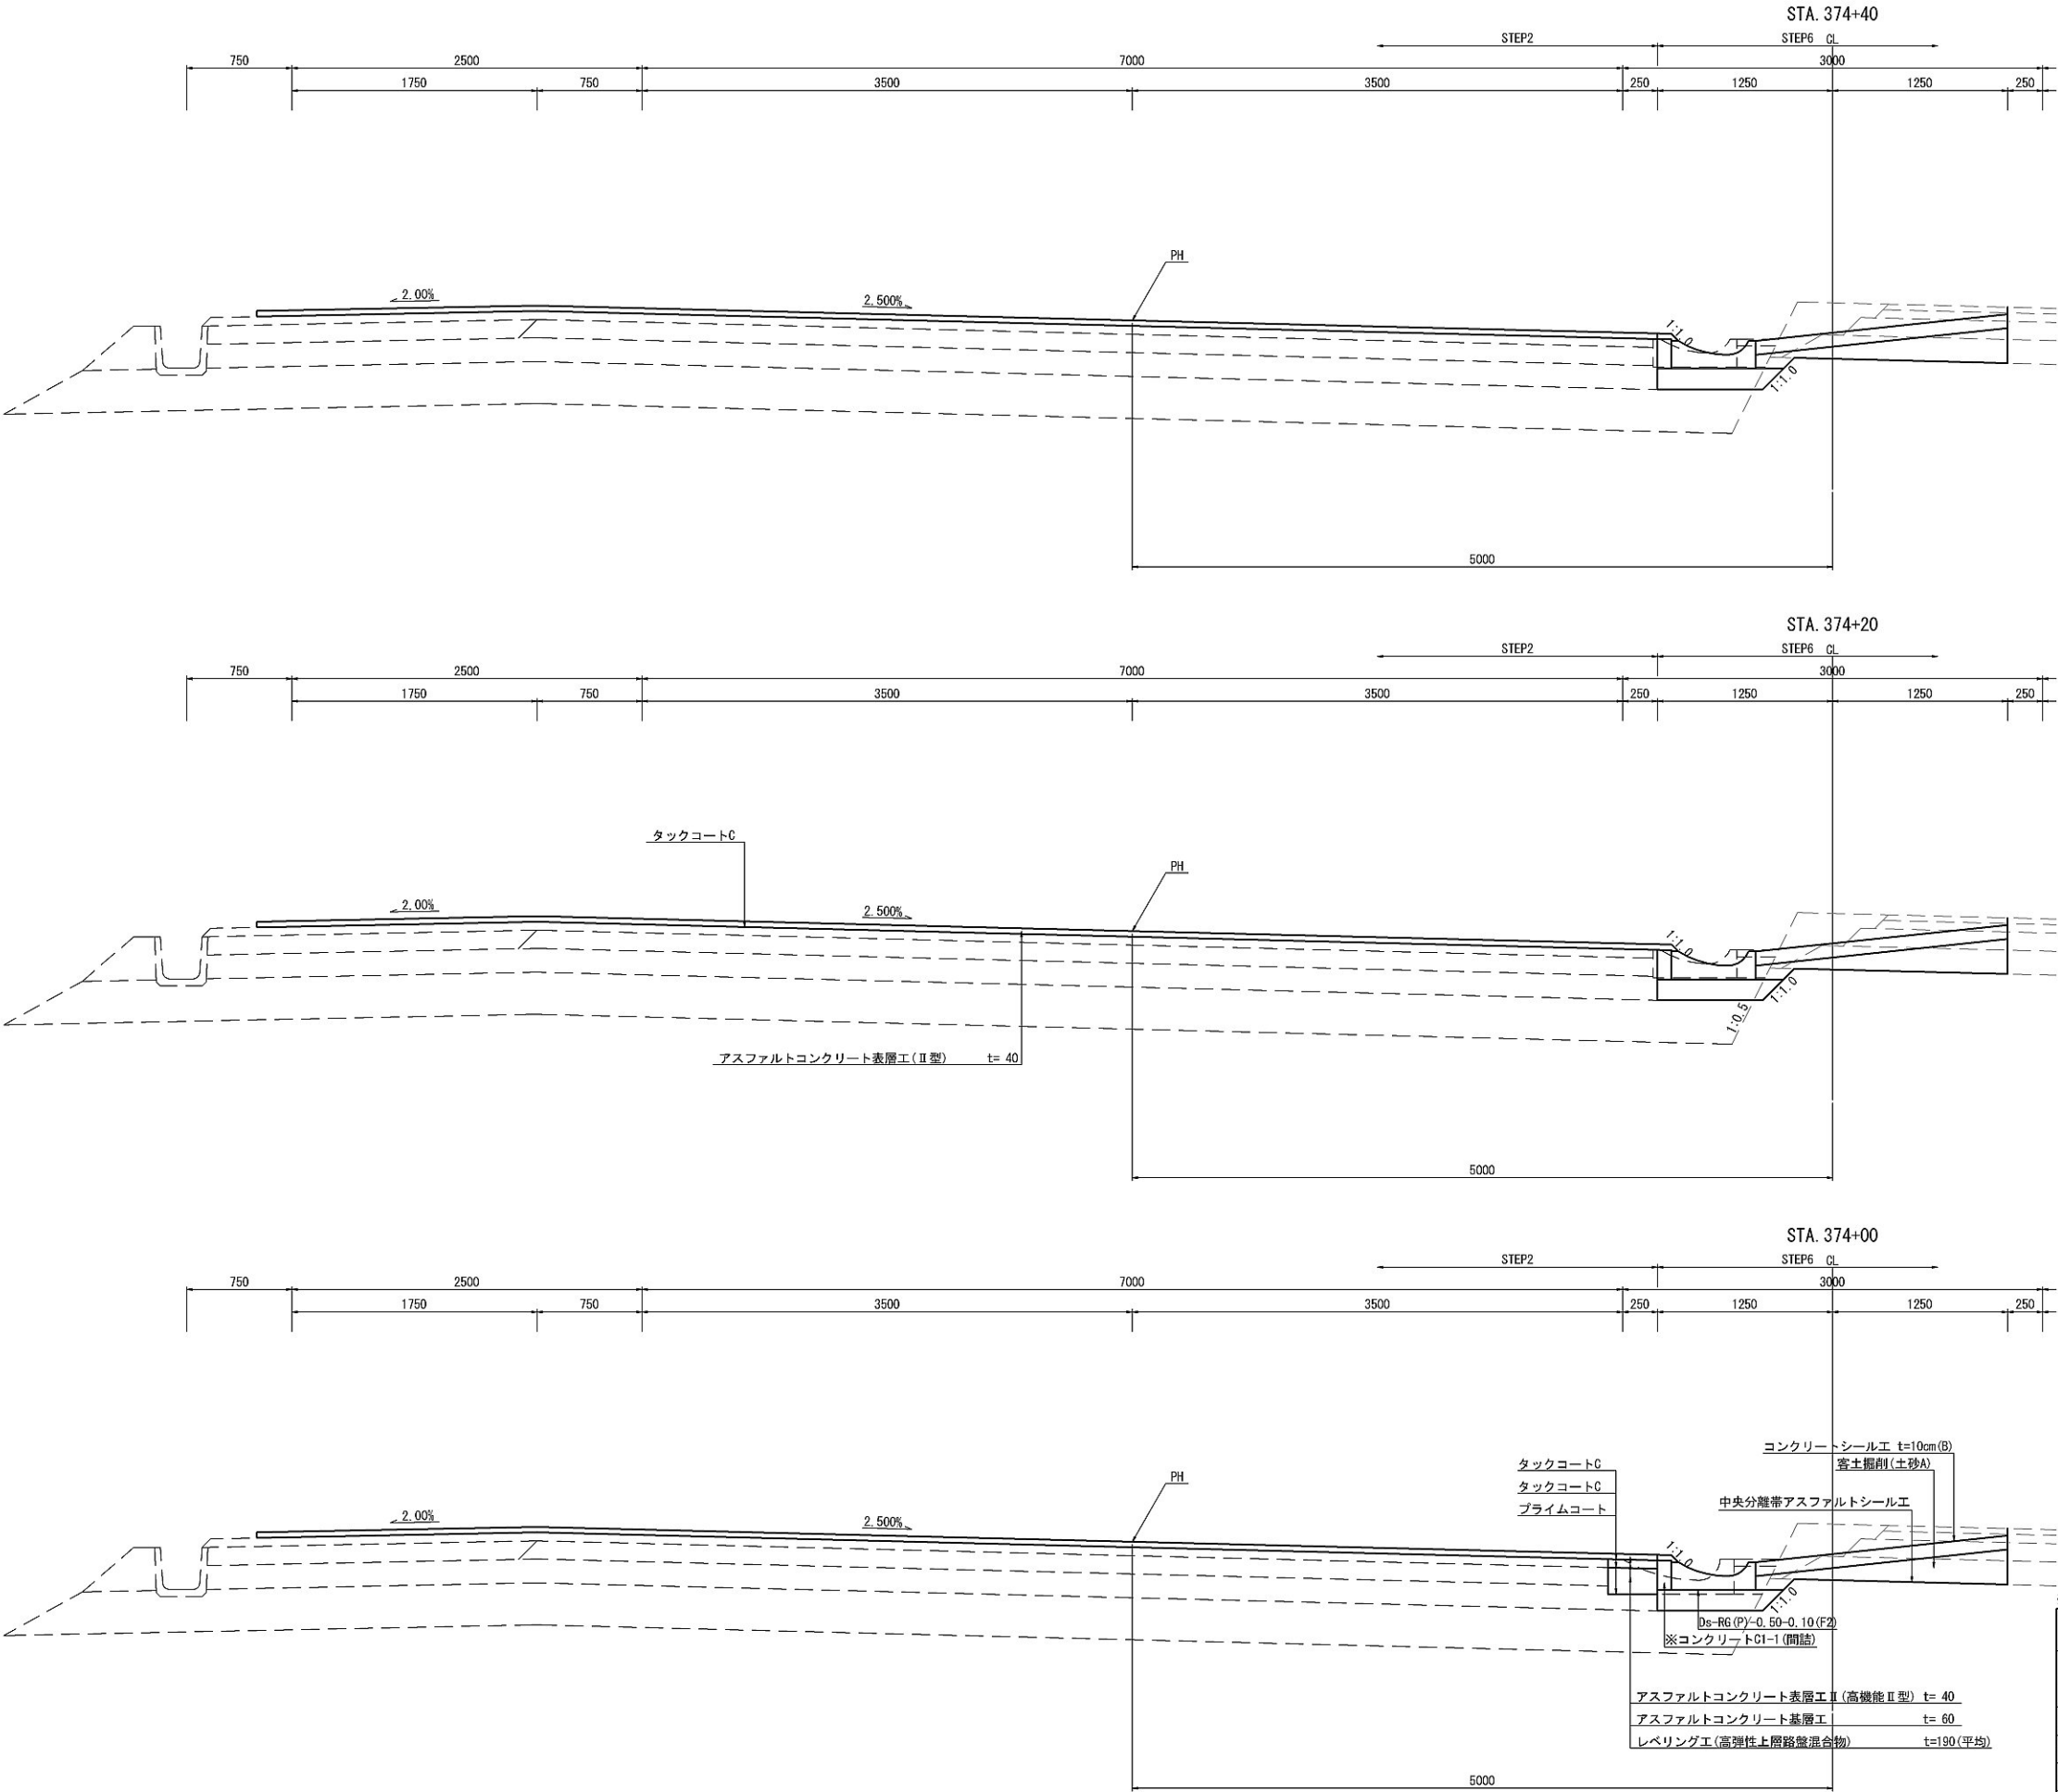 STA. 374+40
STEP2 STEP6 CL
750 2500 7000 3000
1750 750 3500 3500 250 1250 1250 250
PH
2.00% 2.500%
1:1.0
1:1.0
5000
STA. 374+20
STEP2 STEP6 CL
750 2500 7000 3000
1750 750 3500 3500 250 1250 1250 250
タックコートC
PH
2.00% 2.500%
1:1.0
1:1.0
1:0.5
アスファルトコンクリート表層工(Ⅱ型) t= 40
5000
STA. 374+00
STEP2 STEP6 CL
750 2500 7000 3000
1750 750 3500 3500 250 1250 1250 250
コンクリートシール工 t=10cm(B)
客土掘削(土砂A)
タックコートC
タックコートC
プライムコート
中央分離帯アスファルトシール工
PH
2.00% 2.500%
1:1.0
1:1.0
Ds-RG(P)-0.50-0.10(F2)
※コンクリートC1-1(間詰)
アスファルトコンクリート表層工Ⅱ(高機能Ⅱ型) t= 40
アスファルトコンクリート基層工 t= 60
レベリング工(高弾性上層路盤混合物) t=190(平均)
5000